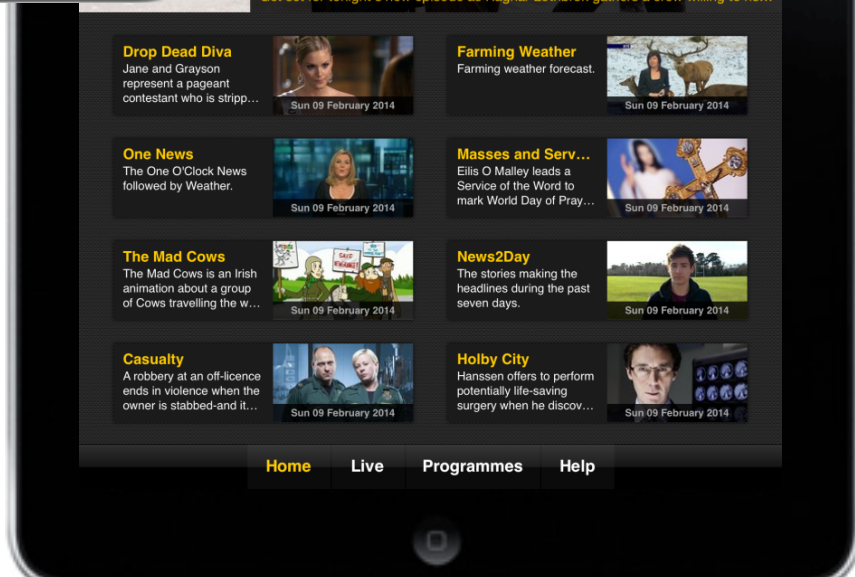 Drop Dead Diva
Jane and Grayson
represent a pageant
contestant who is stripp…
Sun 09 February 2014
Farming Weather
Farming weather forecast.
Sun 09 February 2014
One News
The One O'Clock News
followed by Weather.
Sun 09 February 2014
Masses and Serv…
Eilis O Malley leads a
Service of the Word to
mark World Day of Pray…
Sun 09 February 2014
The Mad Cows
The Mad Cows is an Irish
animation about a group
of Cows travelling the w…
Sun 09 February 2014
News2Day
The stories making the
headlines during the past
seven days.
Sun 09 February 2014
Casualty
A robbery at an off-licence
ends in violence when the
owner is stabbed-and it…
Sun 09 February 2014
Holby City
Hanssen offers to perform
potentially life-saving
surgery when he discov…
Sun 09 February 2014
Home
Live
Programmes
Help